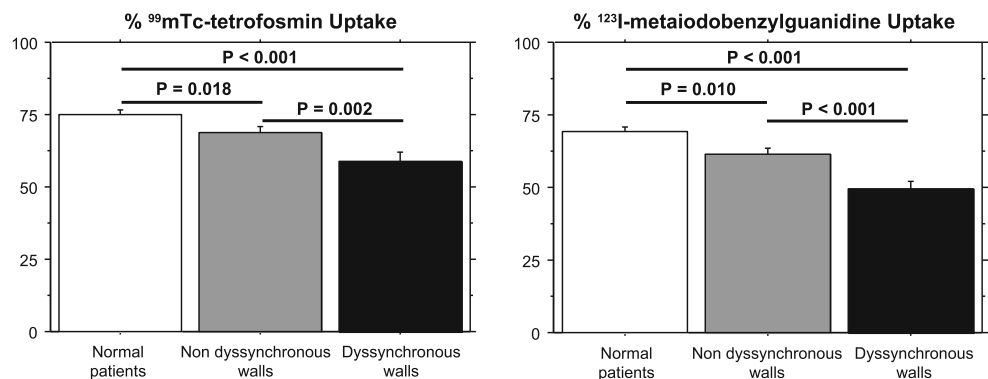 % ⁹⁹mTc-tetrofosmin Uptake
100
75
50
25
0
P < 0.001
P = 0.018
P = 0.002
Normal patients
Non dyssynchronous walls
Dyssynchronous walls
% ¹²³I-metaiodobenzylguanidine Uptake
100
75
50
25
0
P < 0.001
P = 0.010
P < 0.001
Normal patients
Non dyssynchronous walls
Dyssynchronous walls